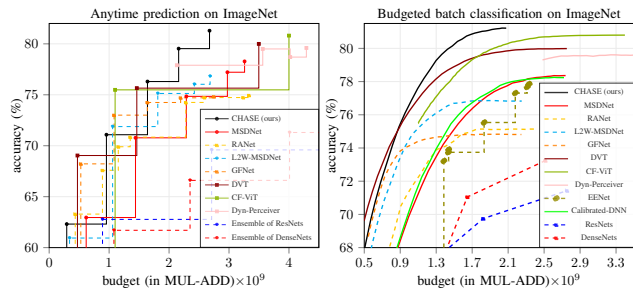 Anytime prediction on ImageNet
accuracy (%)
80
75
70
65
60
0
1
2
3
4
budget (in MUL-ADD)×10⁹
CHASE (ours)
MSDNet
RANet
L2W-MSDNet
GFNet
DVT
CF-ViT
Dyn-Perceiver
Ensemble of ResNets
Ensemble of DenseNets
Budgeted batch classification on ImageNet
accuracy (%)
82
80
78
76
74
72
70
68
0.5
0.9
1.3
1.7
2.1
2.5
2.9
3.3
budget (in MUL-ADD)×10⁹
CHASE (ours)
MSDNet
RANet
L2W-MSDNet
GFNet
DVT
CF-ViT
Dyn-Perceiver
EENet
Calibrated-DNN
ResNets
DenseNets